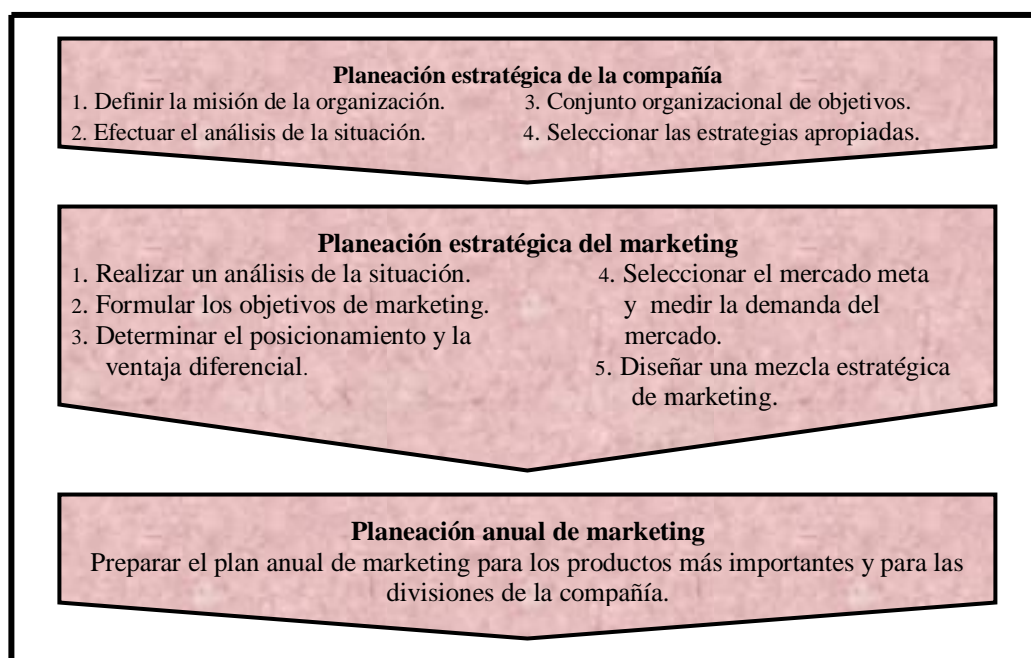 Planeación estratégica de la compañía
1. Definir la misión de la organización.
2. Efectuar el análisis de la situación.
3. Conjunto organizacional de objetivos.
4. Seleccionar las estrategias apropiadas.
Planeación estratégica del marketing
1. Realizar un análisis de la situación.
2. Formular los objetivos de marketing.
3. Determinar el posicionamiento y la
ventaja diferencial.
4. Seleccionar el mercado meta
y medir la demanda del
mercado.
5. Diseñar una mezcla estratégica
de marketing.
Planeación anual de marketing
Preparar el plan anual de marketing para los productos más importantes y para las
divisiones de la compañía.